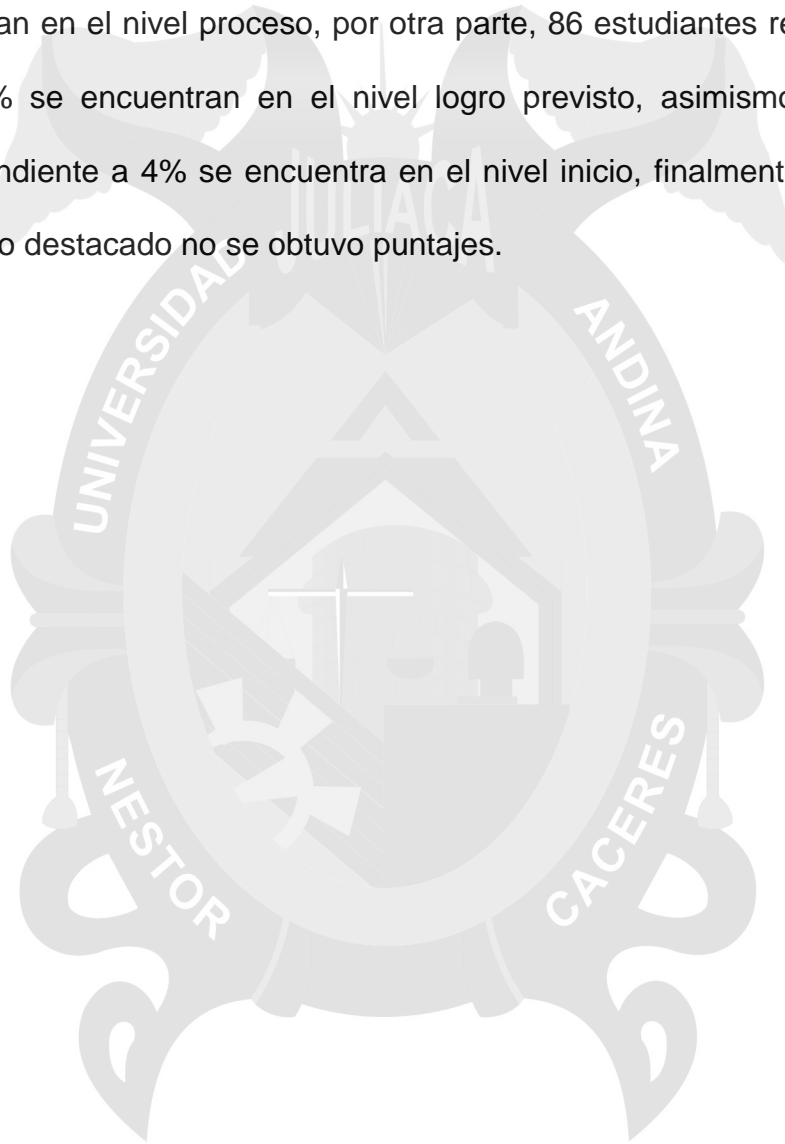 an en el nivel proceso, por otra parte, 86 estudiantes re
% se encuentran en el nivel logro previsto, asimismo
ndiente a 4% se encuentra en el nivel inicio, finalment
o destacado no se obtuvo puntajes.
JULIACA
UNIVERSIDAD
ANDINA
NESTOR
CACERES